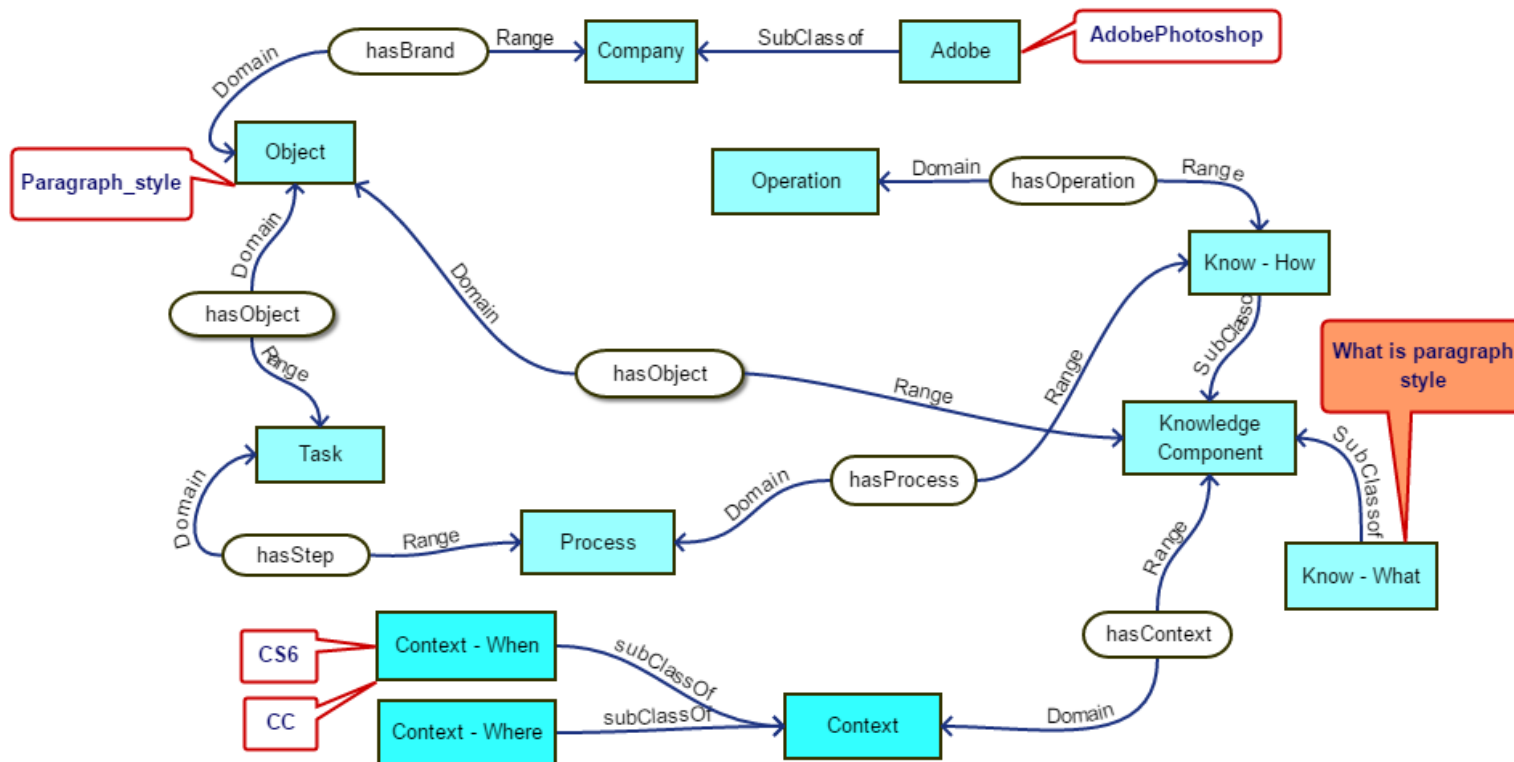 hasBrand
Range
Company
SubClassof
Adobe
AdobePhotoshop
Domain
Object
Paragraph_style
Operation
Domain
hasOperation
Range
Domain
Domain
Know - How
hasObject
Range
SubClasso
What is paragraph
style
hasObject
Range
Range
Knowledge
Component
Task
SubClassof
Domain
hasProcess
Domain
hasStep
Range
Process
Range
Know - What
CS6
Context - When
subClassOf
hasContext
CC
Context - Where
subClassOf
Context
Domain